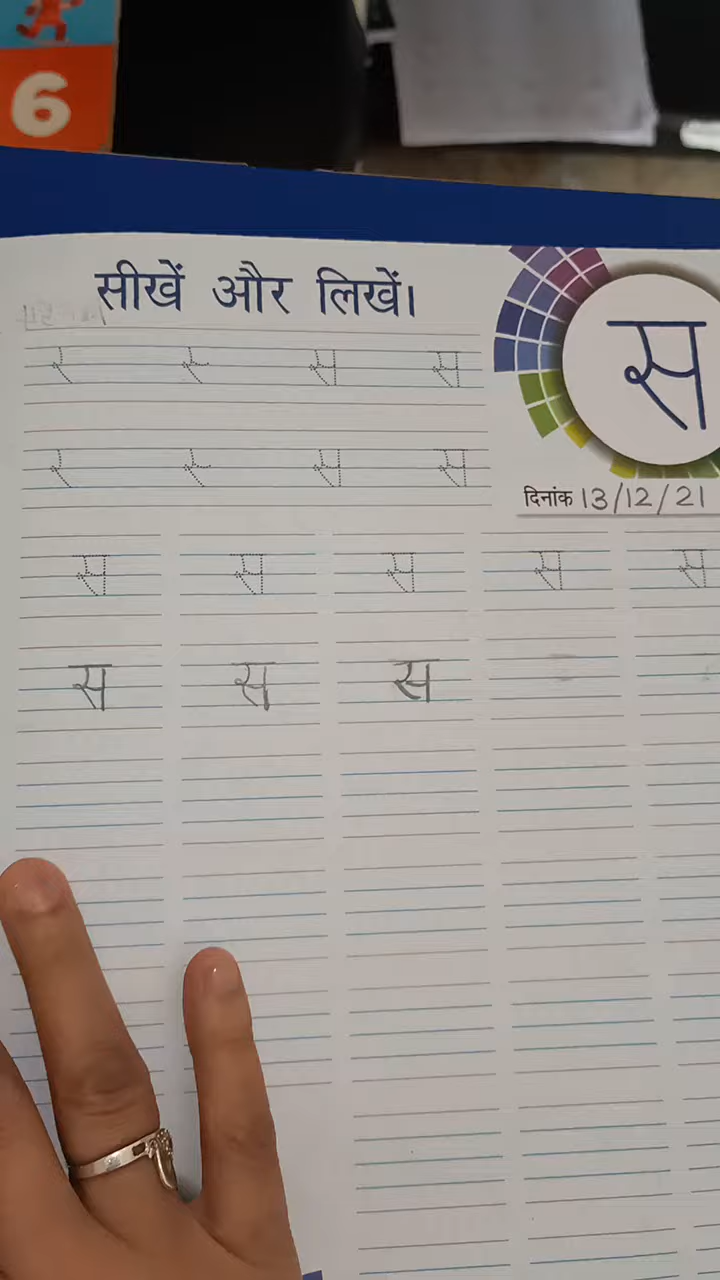 6
सीखें और लिखें।
स
र र स स
र र स स
दिनांक 13/12/21
स स स स स
स स स